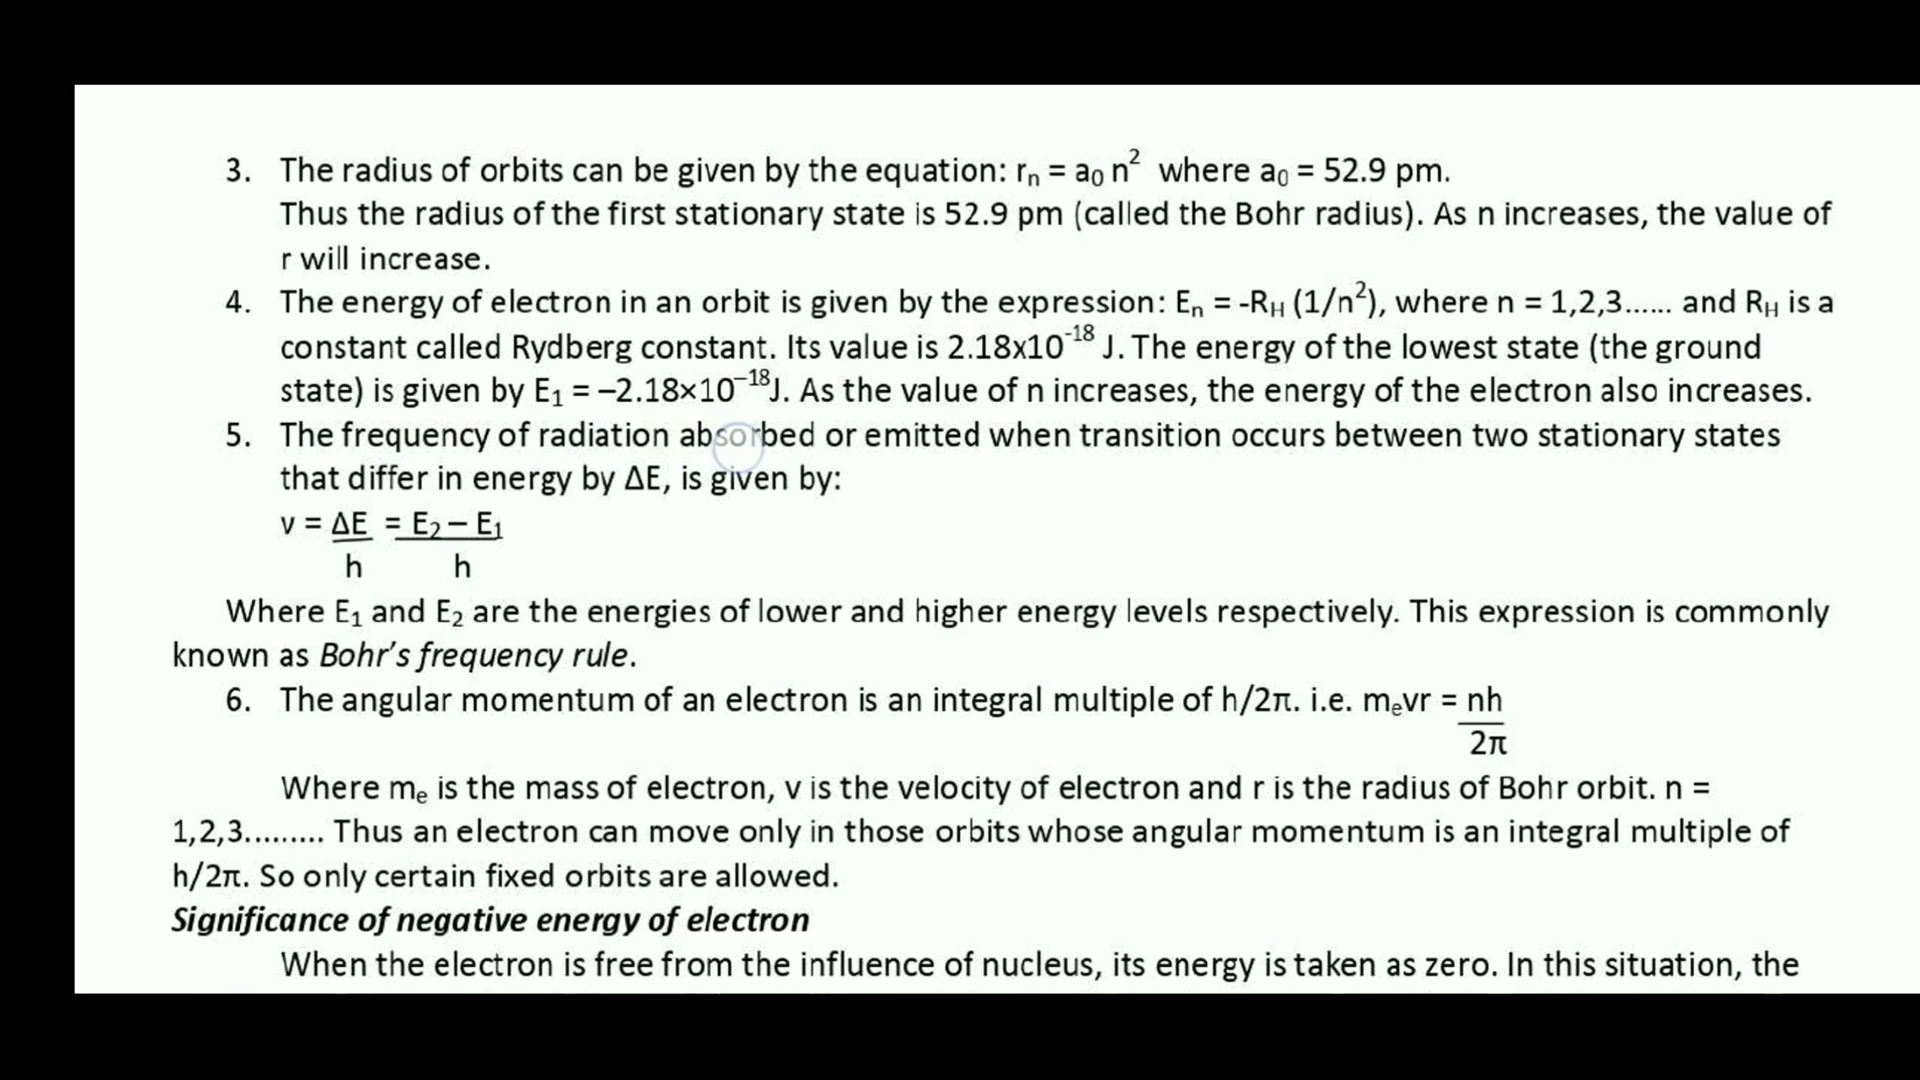 3. The radius of orbits can be given by the equation: rₙ = a₀ n² where a₀ = 52.9 pm.
Thus the radius of the first stationary state is 52.9 pm (called the Bohr radius). As n increases, the value of
r will increase.
4. The energy of electron in an orbit is given by the expression: Eₙ = -R_H (1/n²), where n = 1,2,3...... and R_H is a
constant called Rydberg constant. Its value is 2.18x10⁻¹⁸ J. The energy of the lowest state (the ground
state) is given by E₁ = –2.18×10⁻¹⁸J. As the value of n increases, the energy of the electron also increases.
5. The frequency of radiation absorbed or emitted when transition occurs between two stationary states
that differ in energy by ΔE, is given by:
ν = ΔE = E₂ – E₁
h h
Where E₁ and E₂ are the energies of lower and higher energy levels respectively. This expression is commonly
known as Bohr's frequency rule.
6. The angular momentum of an electron is an integral multiple of h/2π. i.e. mₑvr = nh
2π
Where mₑ is the mass of electron, v is the velocity of electron and r is the radius of Bohr orbit. n =
1,2,3......... Thus an electron can move only in those orbits whose angular momentum is an integral multiple of
h/2π. So only certain fixed orbits are allowed.
Significance of negative energy of electron
When the electron is free from the influence of nucleus, its energy is taken as zero. In this situation, the